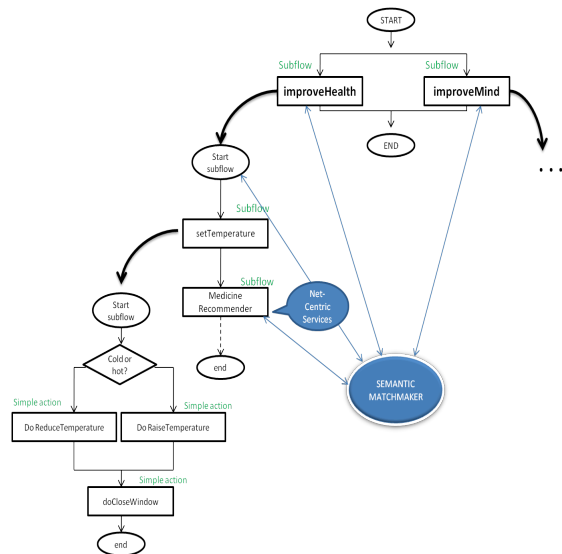 START
Subflow
Subflow
improveHealth
improveMind
END
...
Start
subflow
Subflow
setTemperature
Subflow
Medicine
Recommender
Net-
Centric
Services
Start
subflow
Cold or
hot?
end
SEMANTIC
MATCHMAKER
Simple action
Simple action
Do ReduceTemperature
Do RaiseTemperature
Simple action
doCloseWindow
end